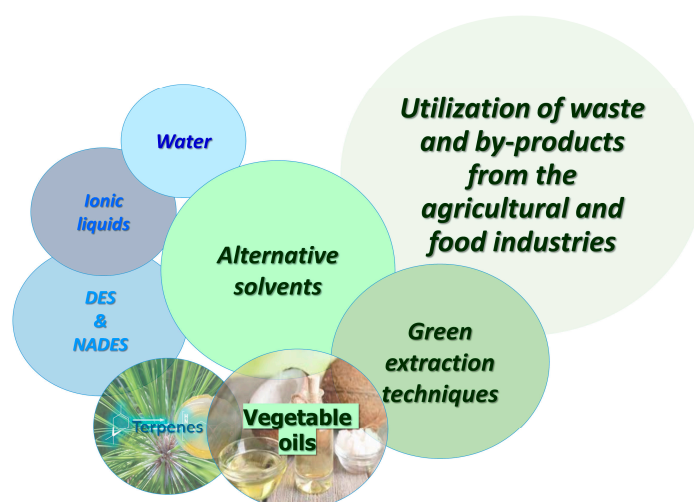 Utilization of waste
and by-products
from the
agricultural and
food industries
Water
Ionic
liquids
Alternative
solvents
DES
&
NADES
Green
extraction
techniques
Terpenes
Vegetable
oils